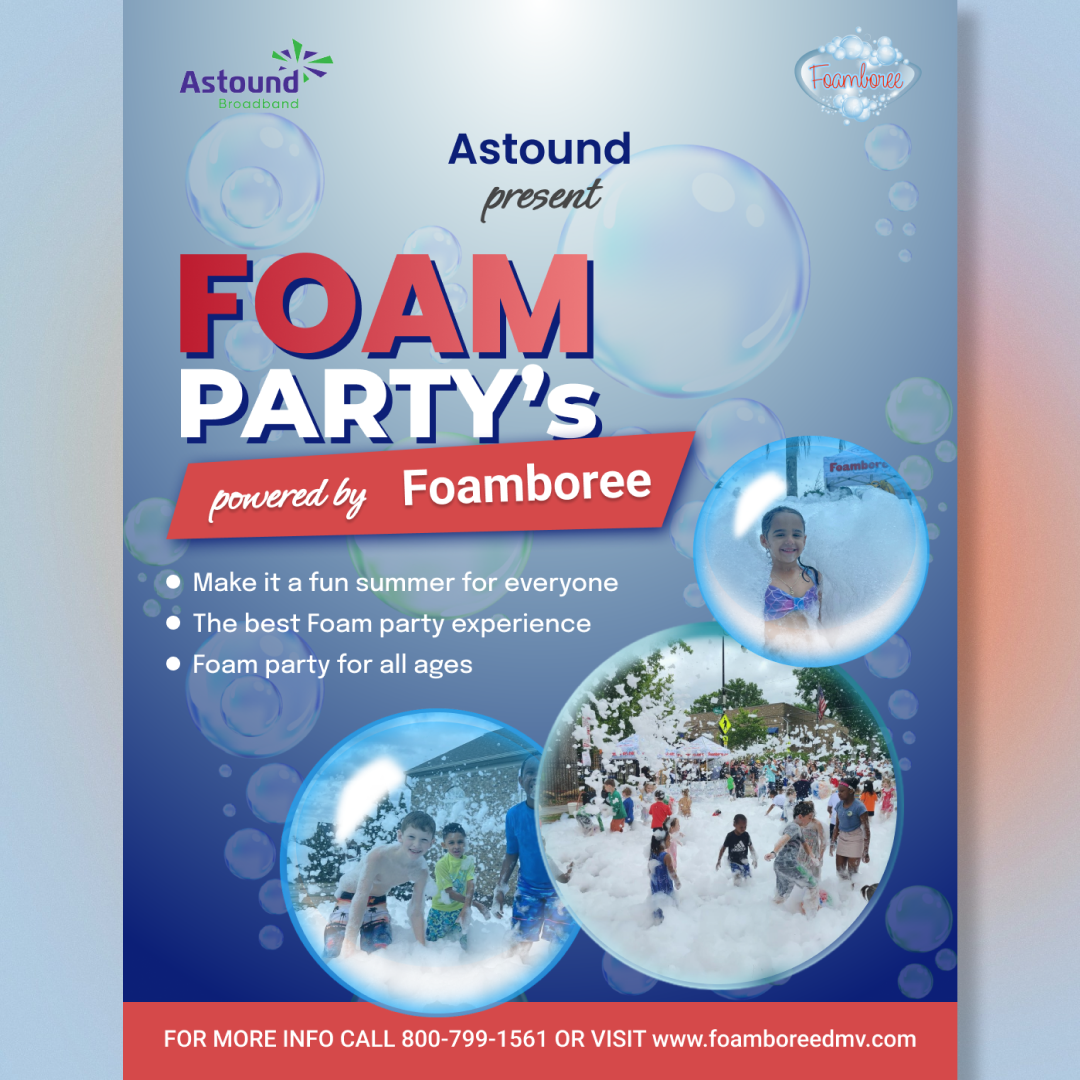 Astound
Broadband
Foamboree
Astound
present
FOAM
PARTY's
powered by Foamboree
Make it a fun summer for everyone
The best Foam party experience
Foam party for all ages
FOR MORE INFO CALL 800-799-1561 OR VISIT www.foamboreedmv.com